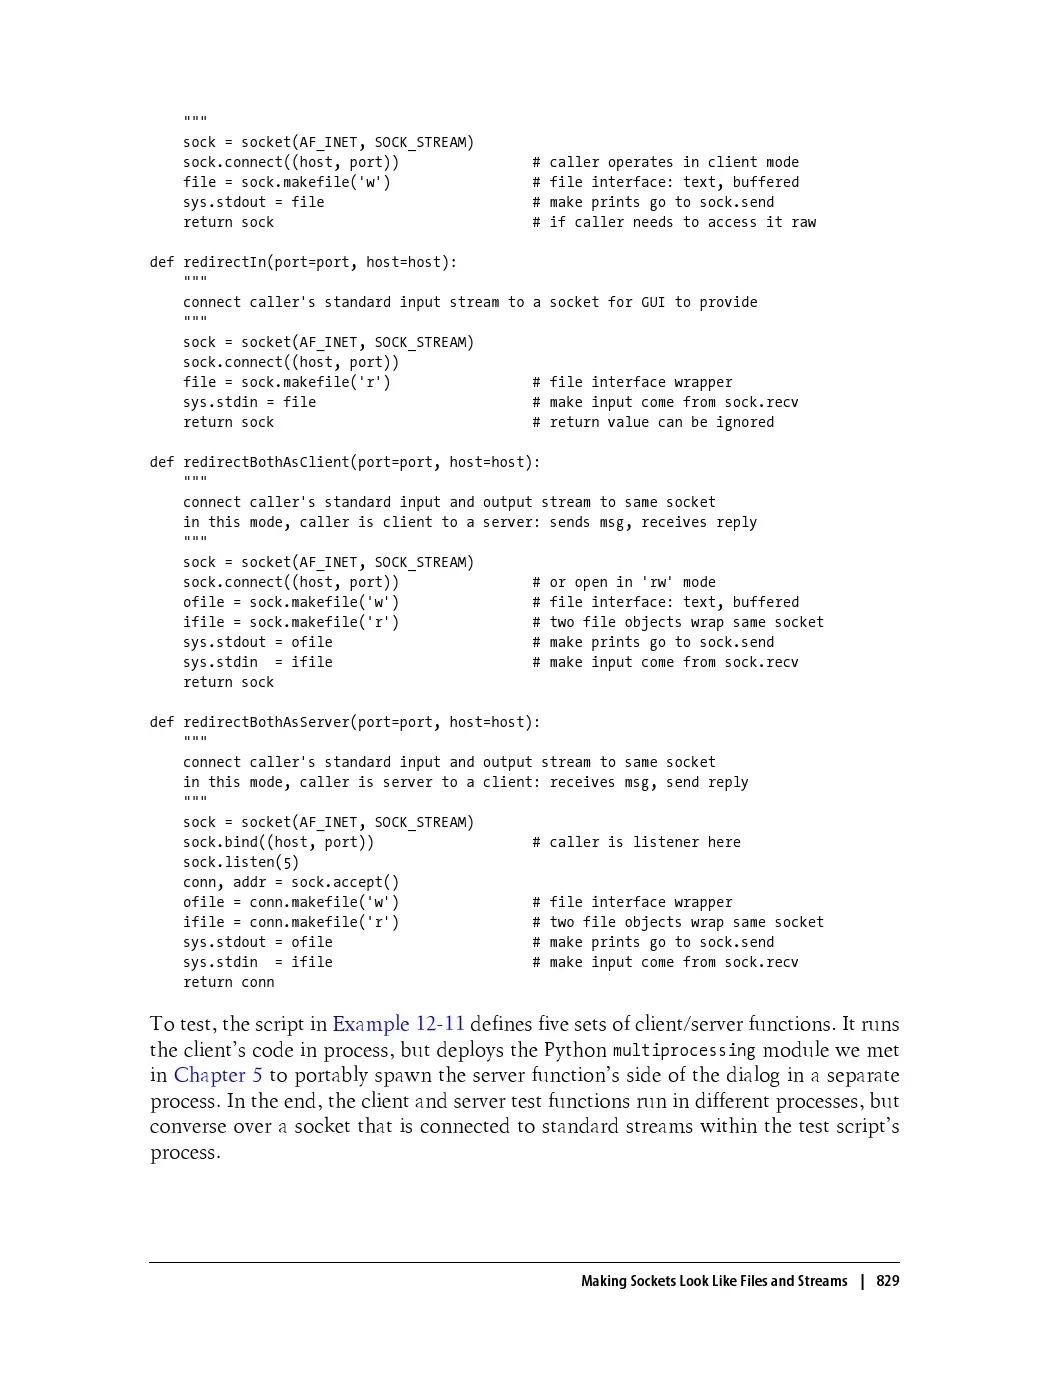 """
    sock = socket(AF_INET, SOCK_STREAM)
    sock.connect((host, port))                # caller operates in client mode
    file = sock.makefile('w')                 # file interface: text, buffered
    sys.stdout = file                         # make prints go to sock.send
    return sock                               # if caller needs to access it raw

def redirectIn(port=port, host=host):
    """
    connect caller's standard input stream to a socket for GUI to provide
    """
    sock = socket(AF_INET, SOCK_STREAM)
    sock.connect((host, port))
    file = sock.makefile('r')                 # file interface wrapper
    sys.stdin = file                          # make input come from sock.recv
    return sock                               # return value can be ignored

def redirectBothAsClient(port=port, host=host):
    """
    connect caller's standard input and output stream to same socket
    in this mode, caller is client to a server: sends msg, receives reply
    """
    sock = socket(AF_INET, SOCK_STREAM)
    sock.connect((host, port))                # or open in 'rw' mode
    ofile = sock.makefile('w')                # file interface: text, buffered
    ifile = sock.makefile('r')                # two file objects wrap same socket
    sys.stdout = ofile                        # make prints go to sock.send
    sys.stdin  = ifile                        # make input come from sock.recv
    return sock

def redirectBothAsServer(port=port, host=host):
    """
    connect caller's standard input and output stream to same socket
    in this mode, caller is server to a client: receives msg, send reply
    """
    sock = socket(AF_INET, SOCK_STREAM)
    sock.bind((host, port))                   # caller is listener here
    sock.listen(5)
    conn, addr = sock.accept()
    ofile = conn.makefile('w')                # file interface wrapper
    ifile = conn.makefile('r')                # two file objects wrap same socket
    sys.stdout = ofile                        # make prints go to sock.send
    sys.stdin  = ifile                        # make input come from sock.recv
    return conn

To test, the script in Example 12-11 defines five sets of client/server functions. It runs
the client’s code in process, but deploys the Python multiprocessing module we met
in Chapter 5 to portably spawn the server function’s side of the dialog in a separate
process. In the end, the client and server test functions run in different processes, but
converse over a socket that is connected to standard streams within the test script’s
process.

Making Sockets Look Like Files and Streams | 829